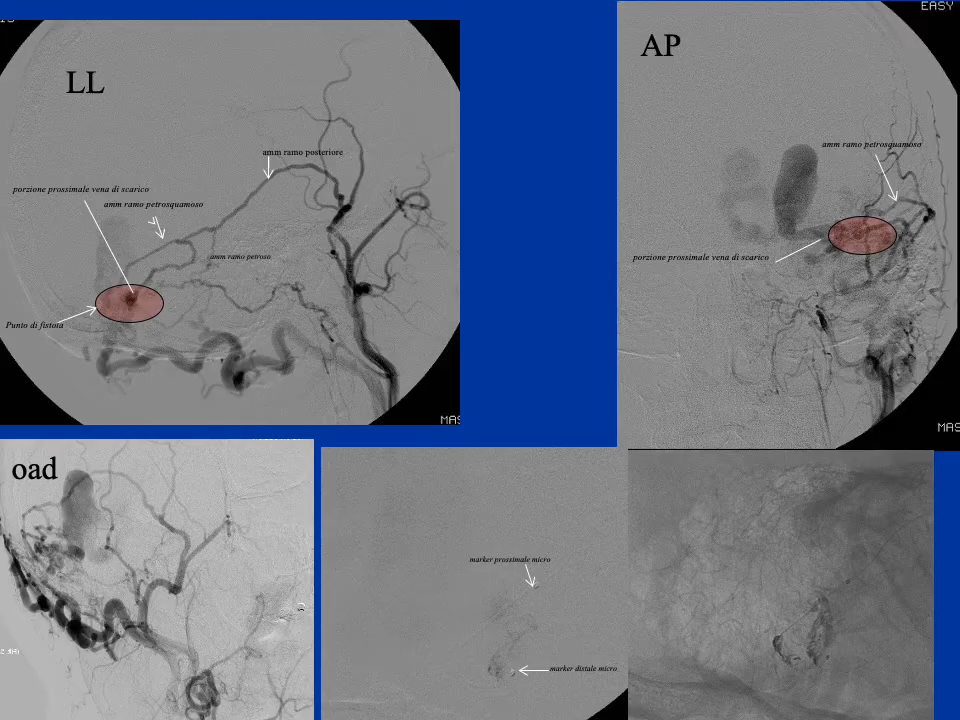 EASY
LL
AP
amm ramo posteriore
amm ramo petrosquamoso
porzione prossimale vena di scarico
amm ramo petrosquamoso
amm ramo petroso
porzione prossimale vena di scarico
Punto di fistola
MAS
MAS
oad
marker prossimale micro
marker distale micro